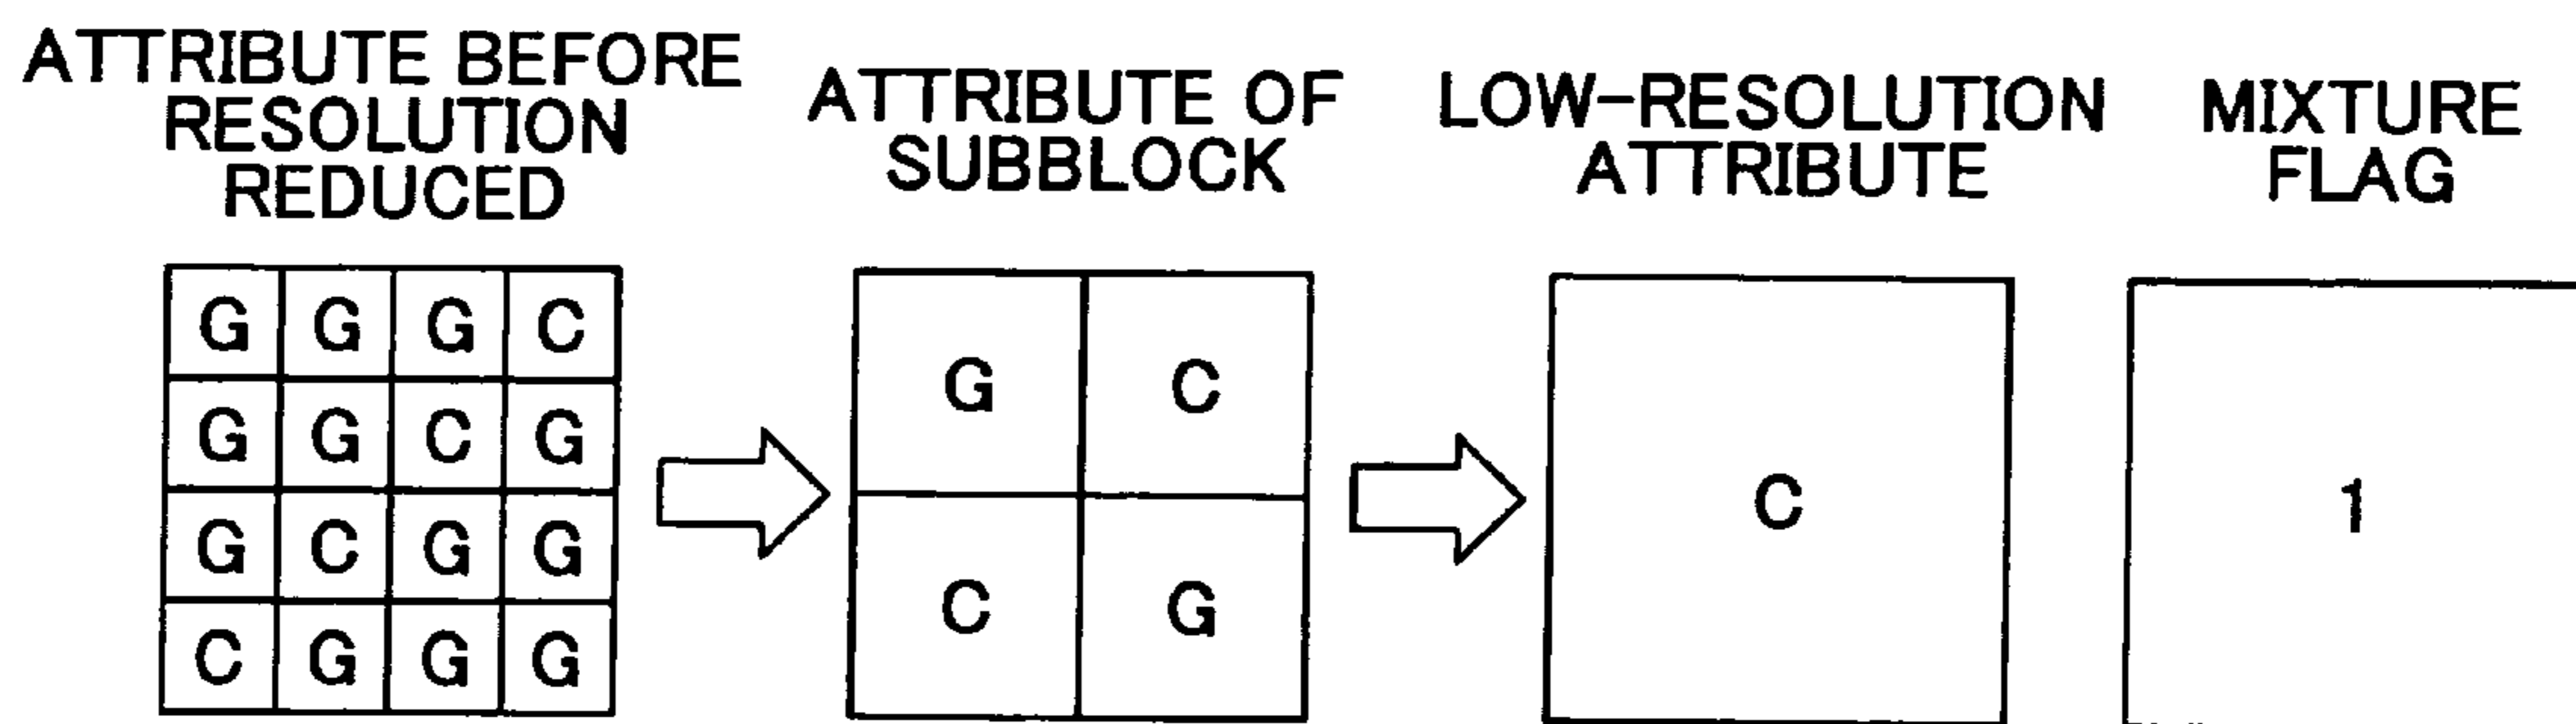 ATTRIBUTE BEFORE
RESOLUTION
REDUCED
ATTRIBUTE OF
SUBBLOCK
LOW-RESOLUTION
ATTRIBUTE
MIXTURE
FLAG
G G G C
G G C G
G C G G
C G G G
G C
C G
C
1